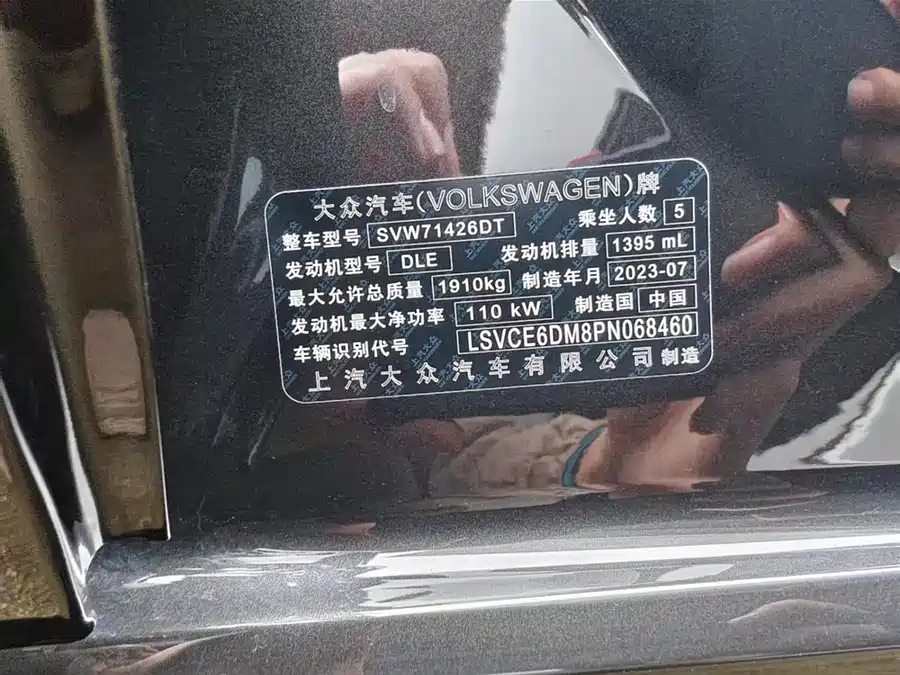 大众汽车(VOLKSWAGEN)牌
整车型号 SVW71426DT 乘坐人数 5
发动机型号 DLE 发动机排量 1395 mL
最大允许总质量 1910kg 制造年月 2023-07
发动机最大净功率 110 kW 制造国 中国
车辆识别代号 LSVCE6DM8PN068460
上汽大众汽车有限公司制造